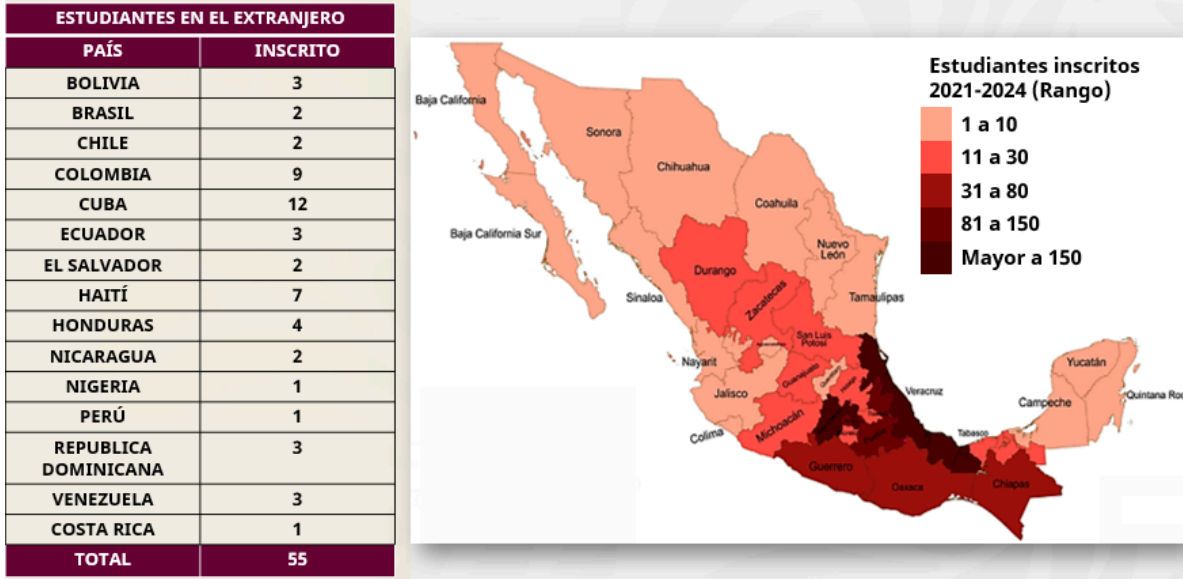 ESTUDIANTES EN EL EXTRANJERO
PAÍS INSCRITO
BOLIVIA 3
BRASIL 2
CHILE 2
COLOMBIA 9
CUBA 12
ECUADOR 3
EL SALVADOR 2
HAITÍ 7
HONDURAS 4
NICARAGUA 2
NIGERIA 1
PERÚ 1
REPUBLICA
DOMINICANA 3
VENEZUELA 3
COSTA RICA 1
TOTAL 55
Estudiantes inscritos
2021-2024 (Rango)
1 a 10
11 a 30
31 a 80
81 a 150
Mayor a 150
Baja California
Sonora
Chihuahua
Coahuila
Baja California Sur
Nuevo
León
Durango
Sinaloa
Zacatecas
Tamaulipas
San Luis
Potosí
Nayarit
Guanajuato
Jalisco
Veracruz
Yucatán
Quintana Roo
Campeche
Colima
Michoacán
Tabasco
Guerrero
Oaxaca
Chiapas